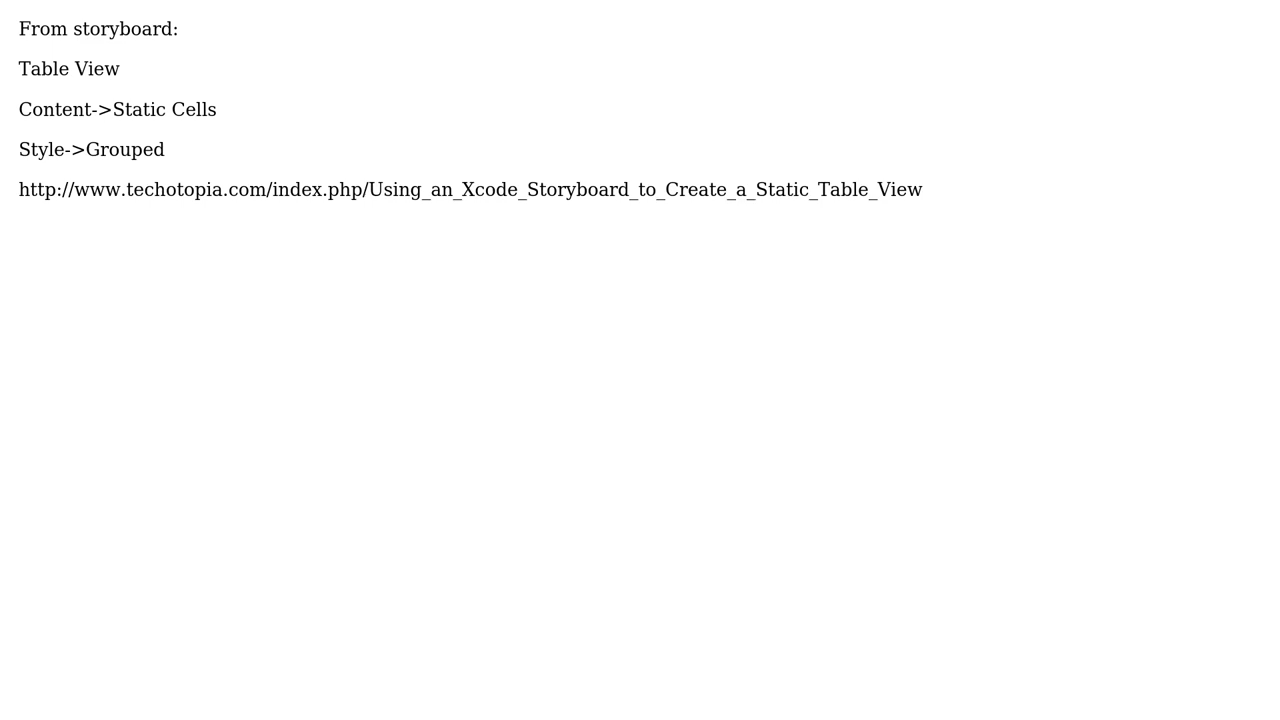 From storyboard:
Table View
Content->Static Cells
Style->Grouped
http://www.techotopia.com/index.php/Using_an_Xcode_Storyboard_to_Create_a_Static_Table_View